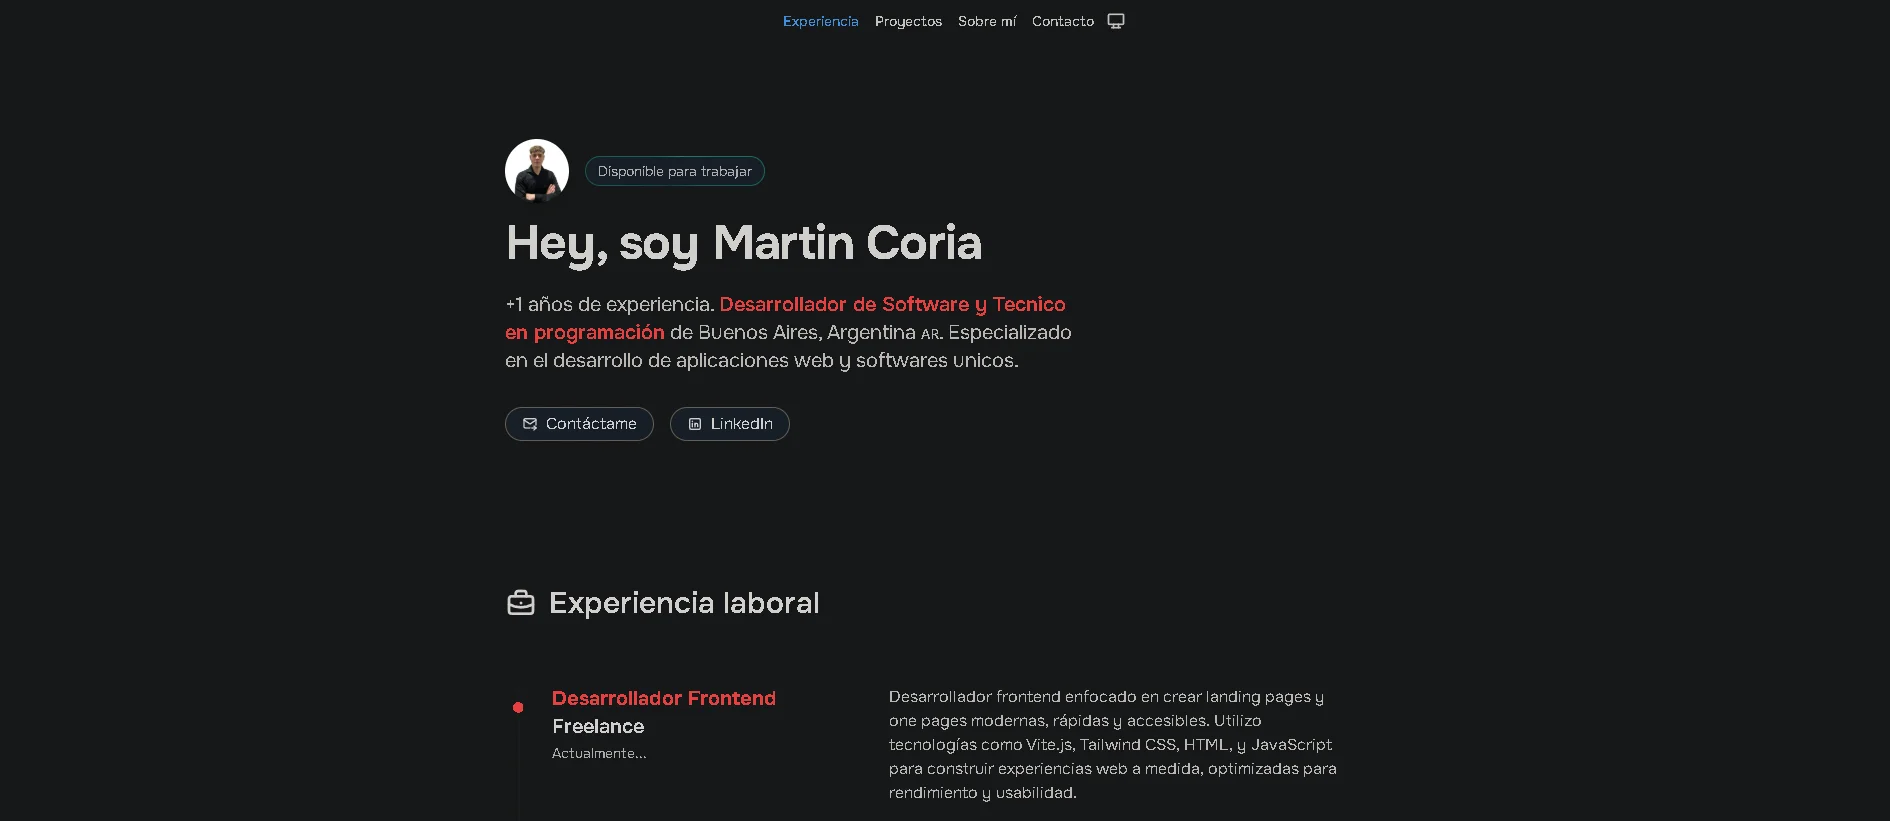 Experiencia Proyectos Sobre mí Contacto
Disponible para trabajar
Hey, soy Martin Coria
+1 años de experiencia. Desarrollador de Software y Tecnico
en programación de Buenos Aires, Argentina AR. Especializado
en el desarrollo de aplicaciones web y softwares unicos.
Contáctame
LinkedIn
Experiencia laboral
Desarrollador Frontend
Freelance
Actualmente...
Desarrollador frontend enfocado en crear landing pages y
one pages modernas, rápidas y accesibles. Utilizo
tecnologías como Vite.js, Tailwind CSS, HTML, y JavaScript
para construir experiencias web a medida, optimizadas para
rendimiento y usabilidad.